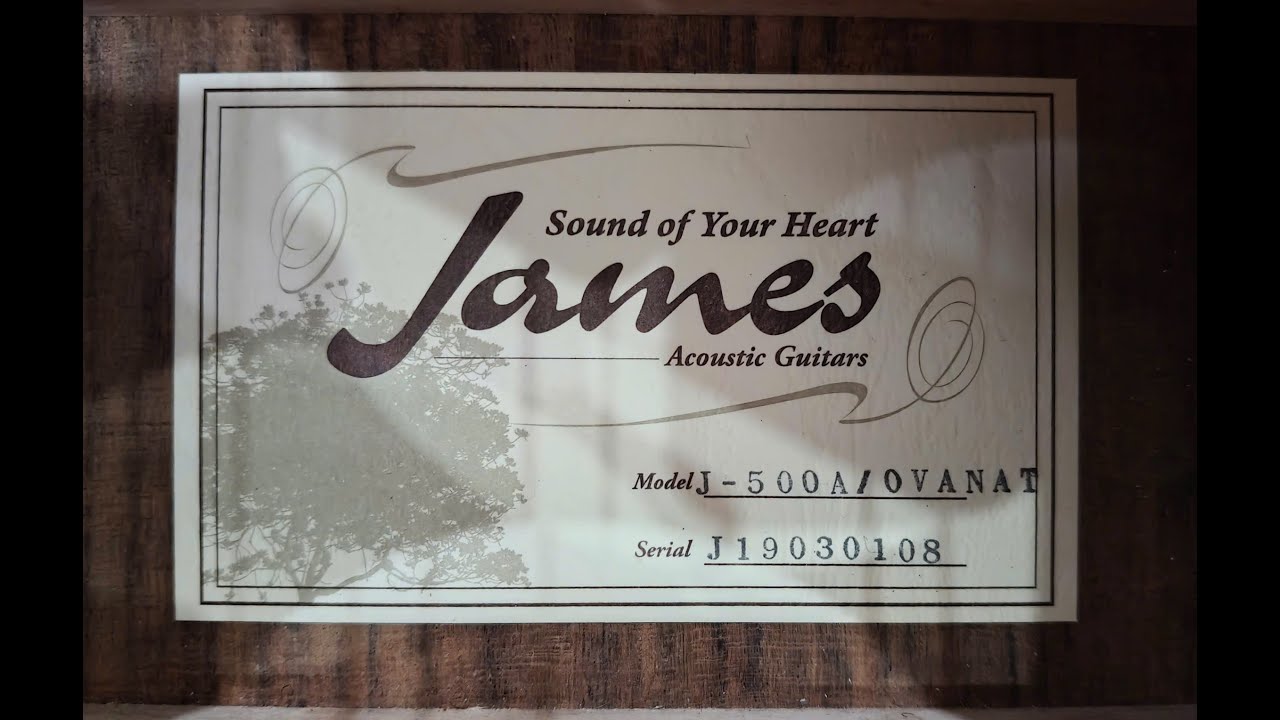 Sound of Your Heart
James
Acoustic Guitars
Model J-500A/OVANAT
Serial J19030108